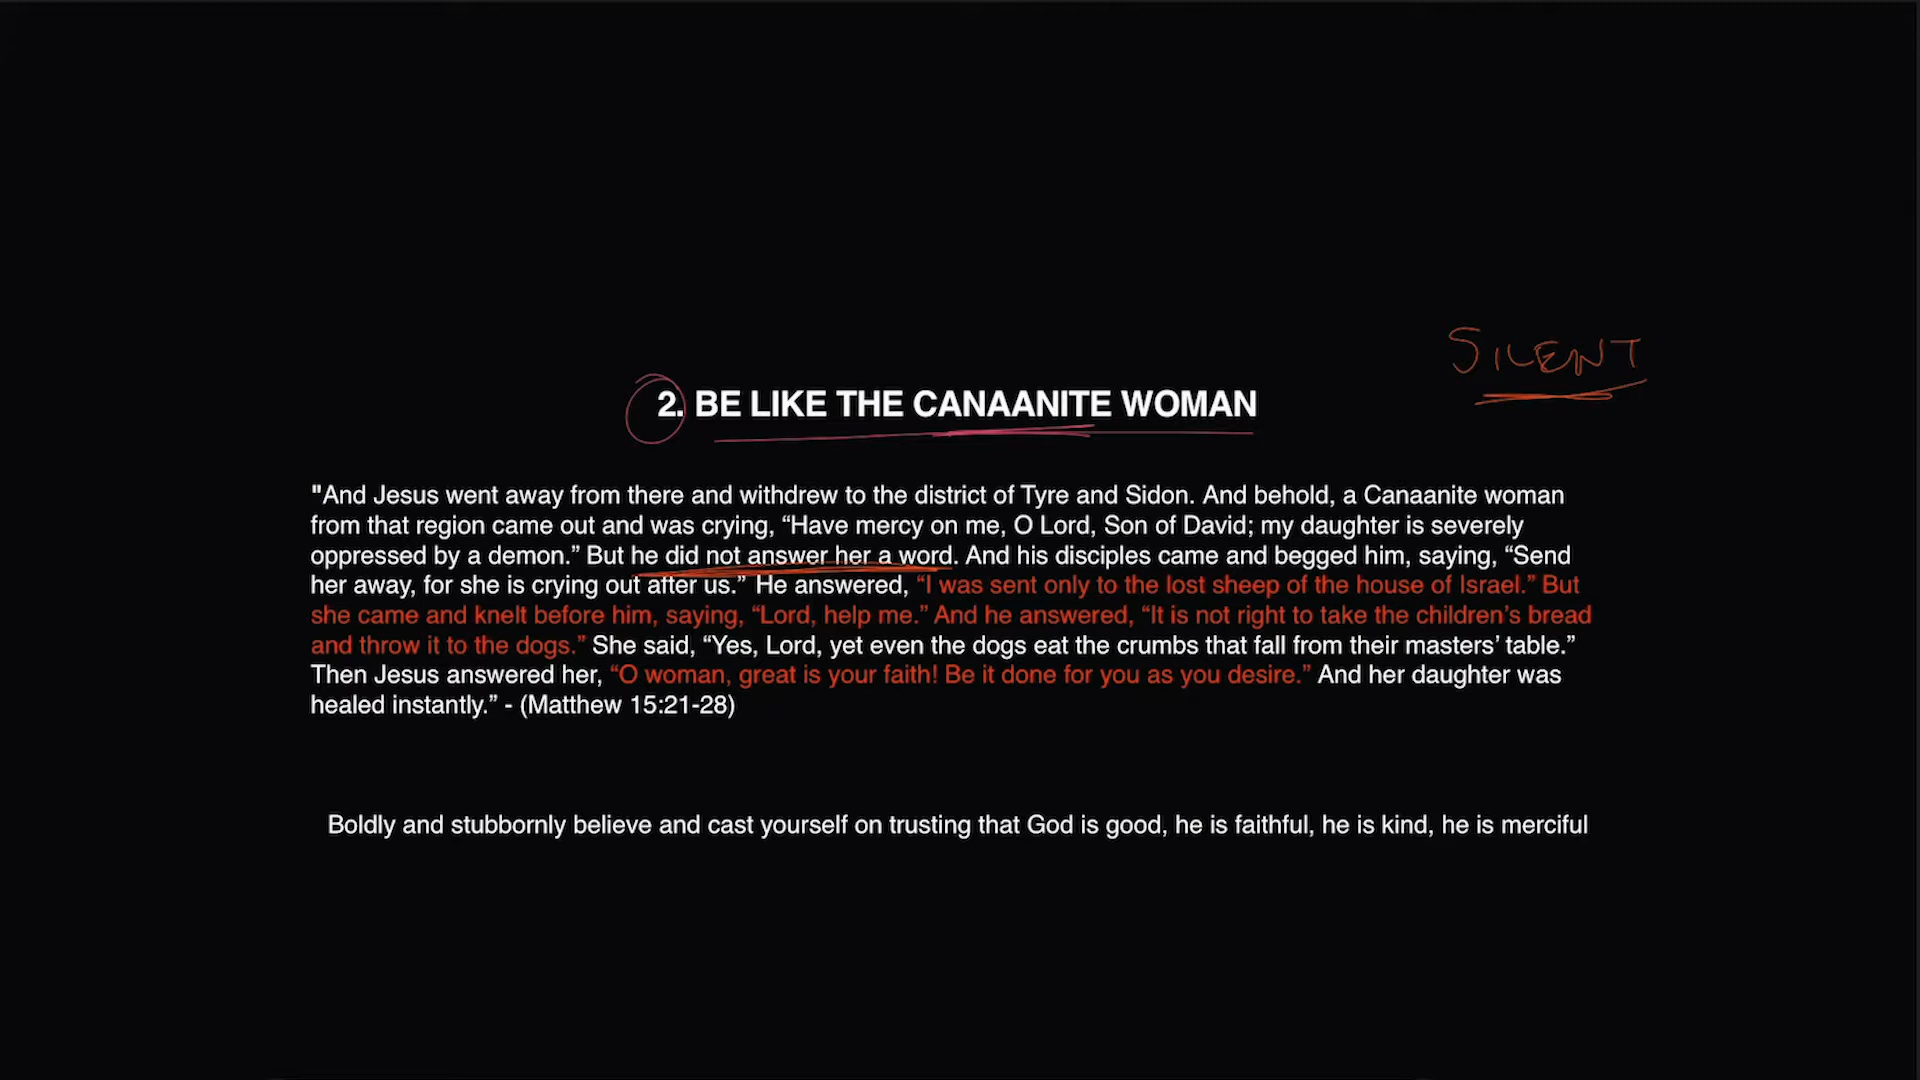 SILENT
2. BE LIKE THE CANAANITE WOMAN
"And Jesus went away from there and withdrew to the district of Tyre and Sidon. And behold, a Canaanite woman
from that region came out and was crying, “Have mercy on me, O Lord, Son of David; my daughter is severely
oppressed by a demon.” But he did not answer her a word. And his disciples came and begged him, saying, “Send
her away, for she is crying out after us.” He answered, “I was sent only to the lost sheep of the house of Israel.” But
she came and knelt before him, saying, “Lord, help me.” And he answered, “It is not right to take the children’s bread
and throw it to the dogs.” She said, “Yes, Lord, yet even the dogs eat the crumbs that fall from their masters’ table.”
Then Jesus answered her, “O woman, great is your faith! Be it done for you as you desire.” And her daughter was
healed instantly.” - (Matthew 15:21-28)
Boldly and stubbornly believe and cast yourself on trusting that God is good, he is faithful, he is kind, he is merciful